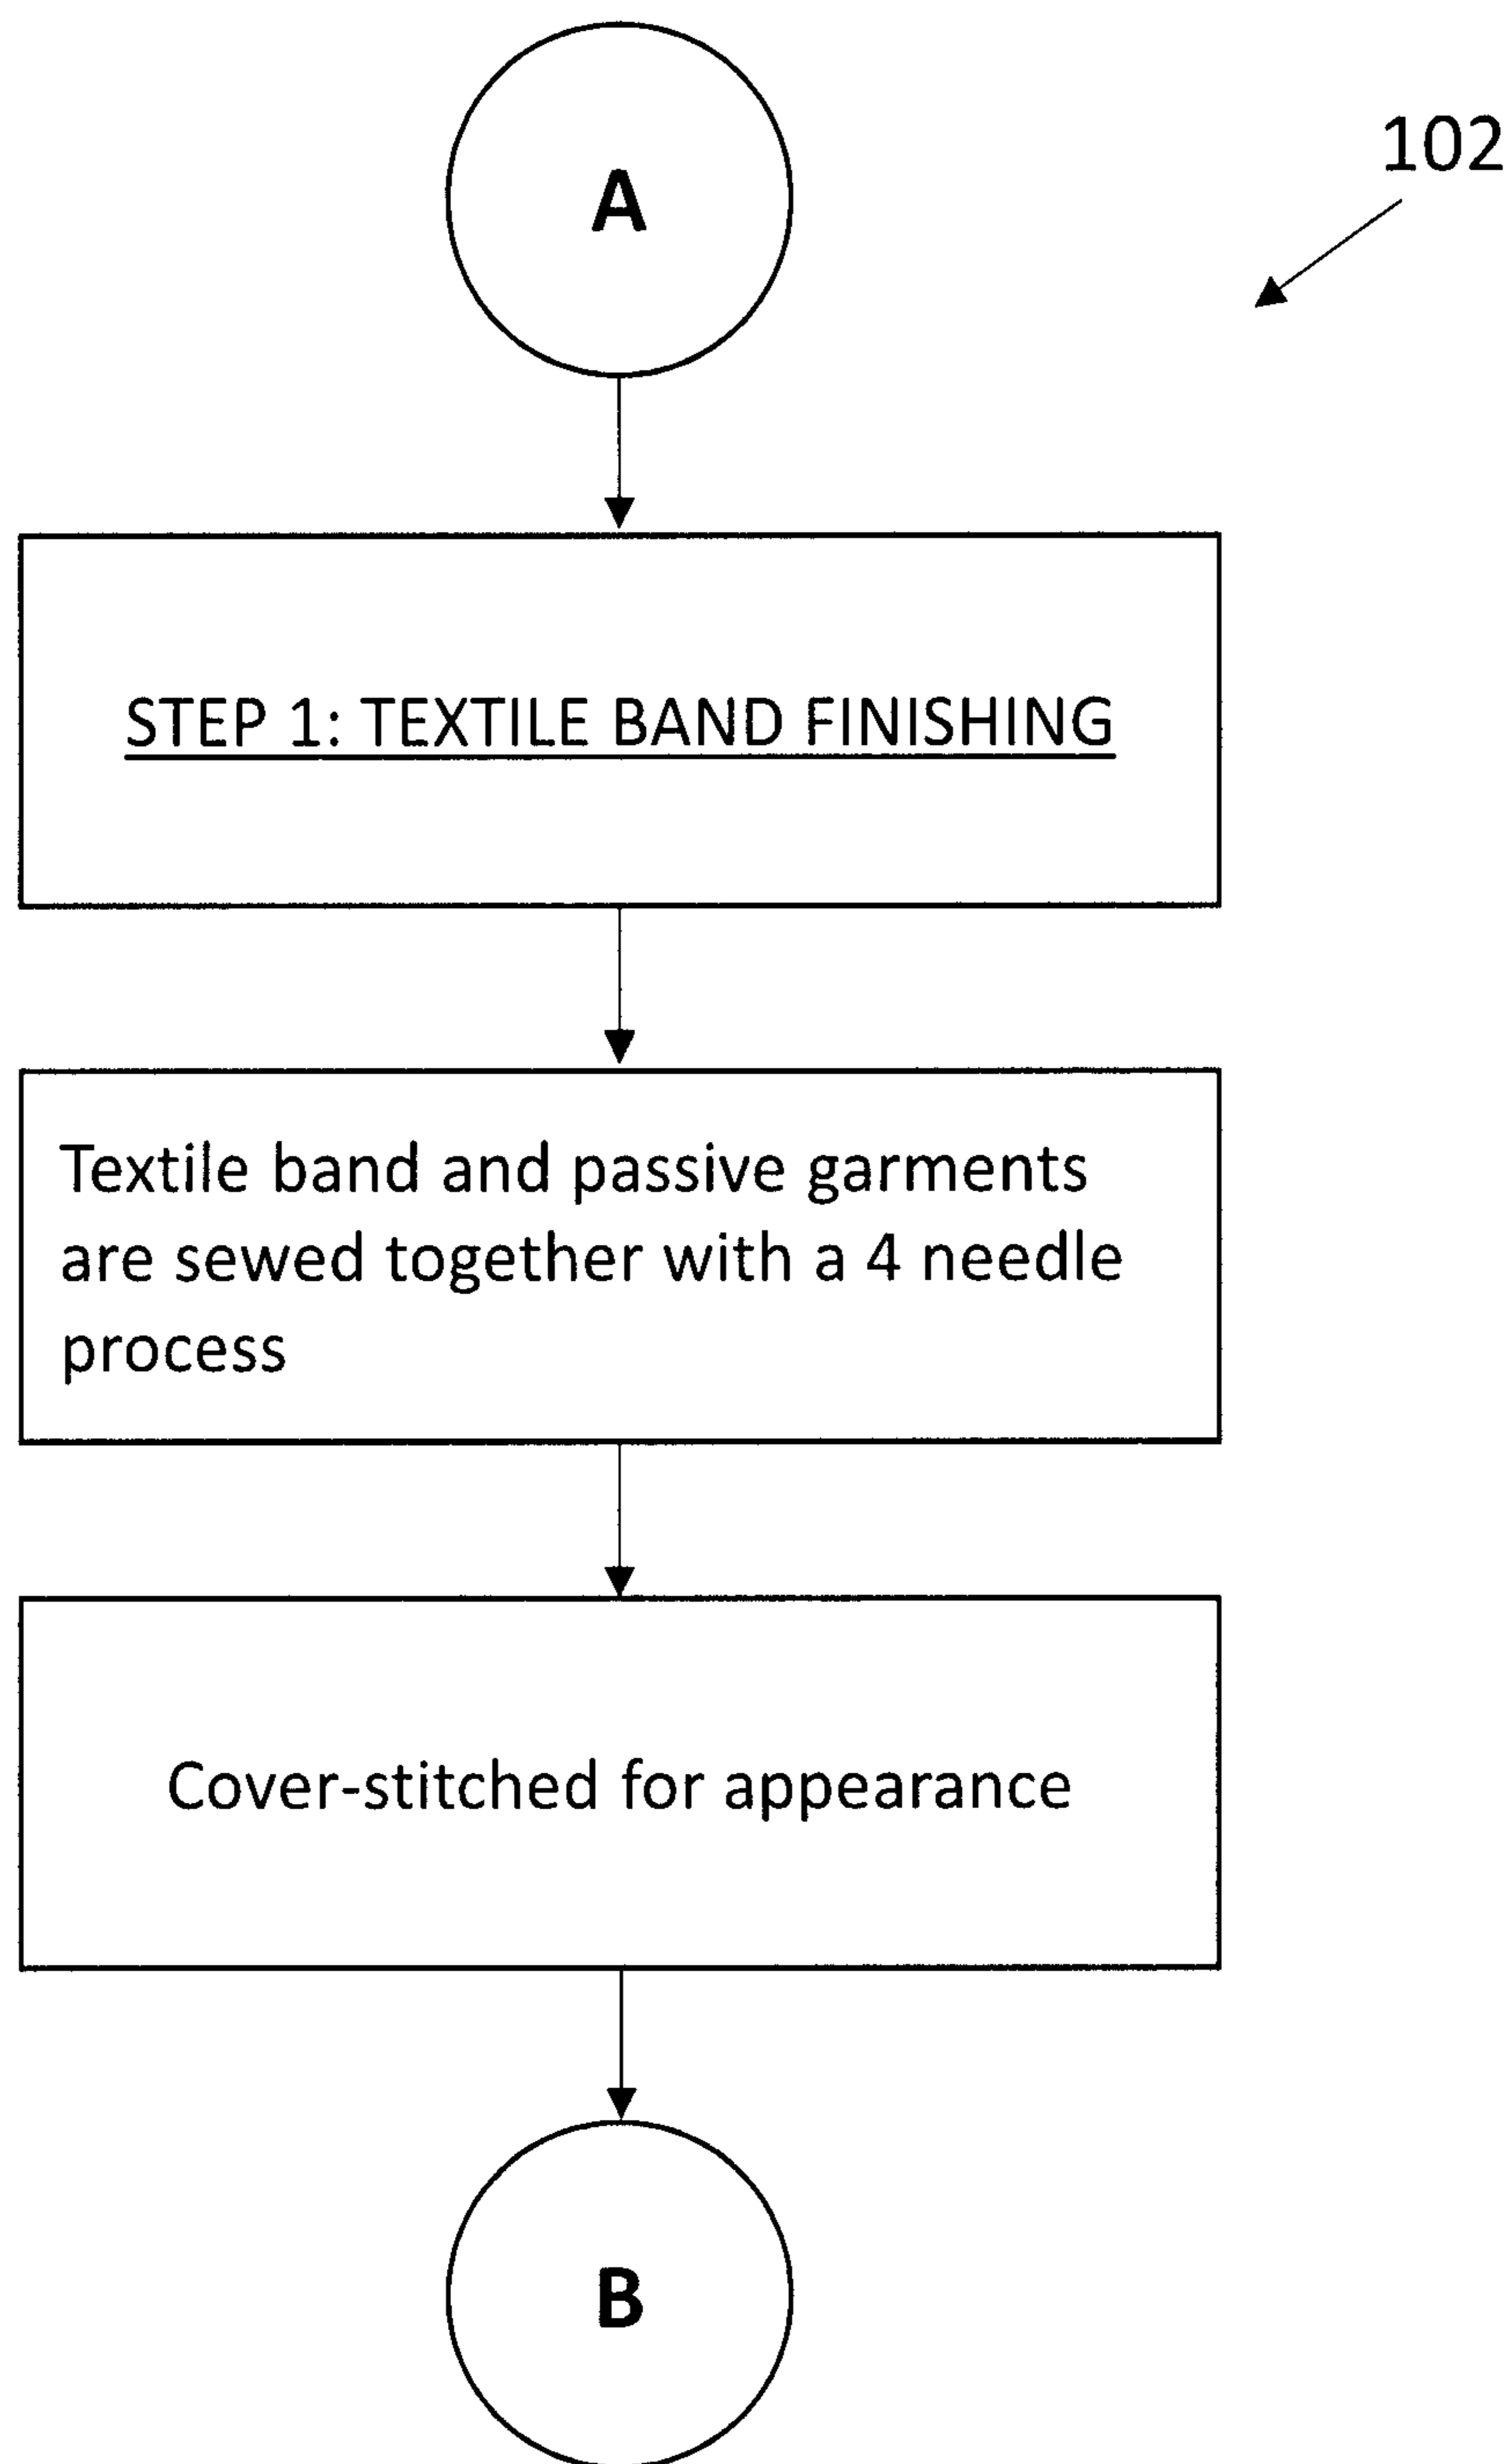 A
102
STEP 1: TEXTILE BAND FINISHING
Textile band and passive garments
are sewed together with a 4 needle
process
Cover-stitched for appearance
B